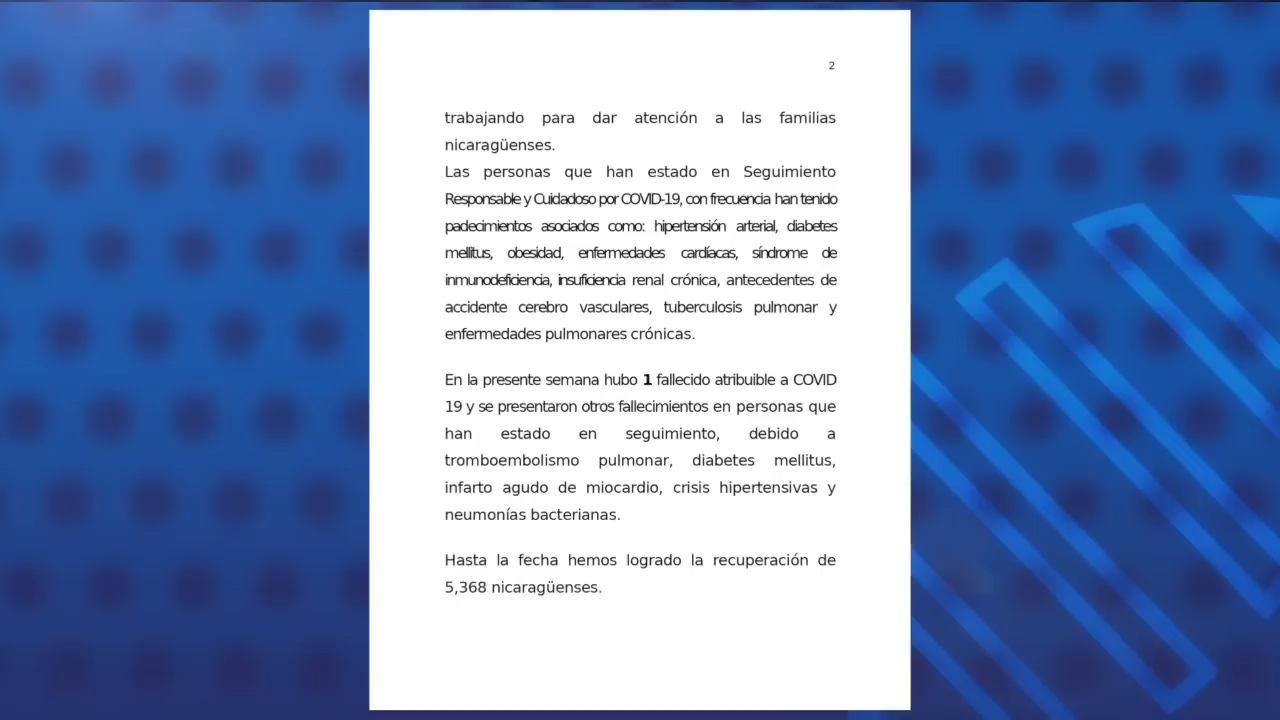 2
trabajando para dar atención a las familias
nicaragüenses.
Las personas que han estado en Seguimiento
Responsable y Cuidadoso por COVID-19, con frecuencia han tenido
padecimientos asociados como: hipertensión arterial, diabetes
mellitus, obesidad, enfermedades cardíacas, síndrome de
inmunodeficiencia, insuficiencia renal crónica, antecedentes de
accidente cerebro vasculares, tuberculosis pulmonar y
enfermedades pulmonares crónicas.
En la presente semana hubo 1 fallecido atribuible a COVID
19 y se presentaron otros fallecimientos en personas que
han estado en seguimiento, debido a
tromboembolismo pulmonar, diabetes mellitus,
infarto agudo de miocardio, crisis hipertensivas y
neumonías bacterianas.
Hasta la fecha hemos logrado la recuperación de
5,368 nicaragüenses.